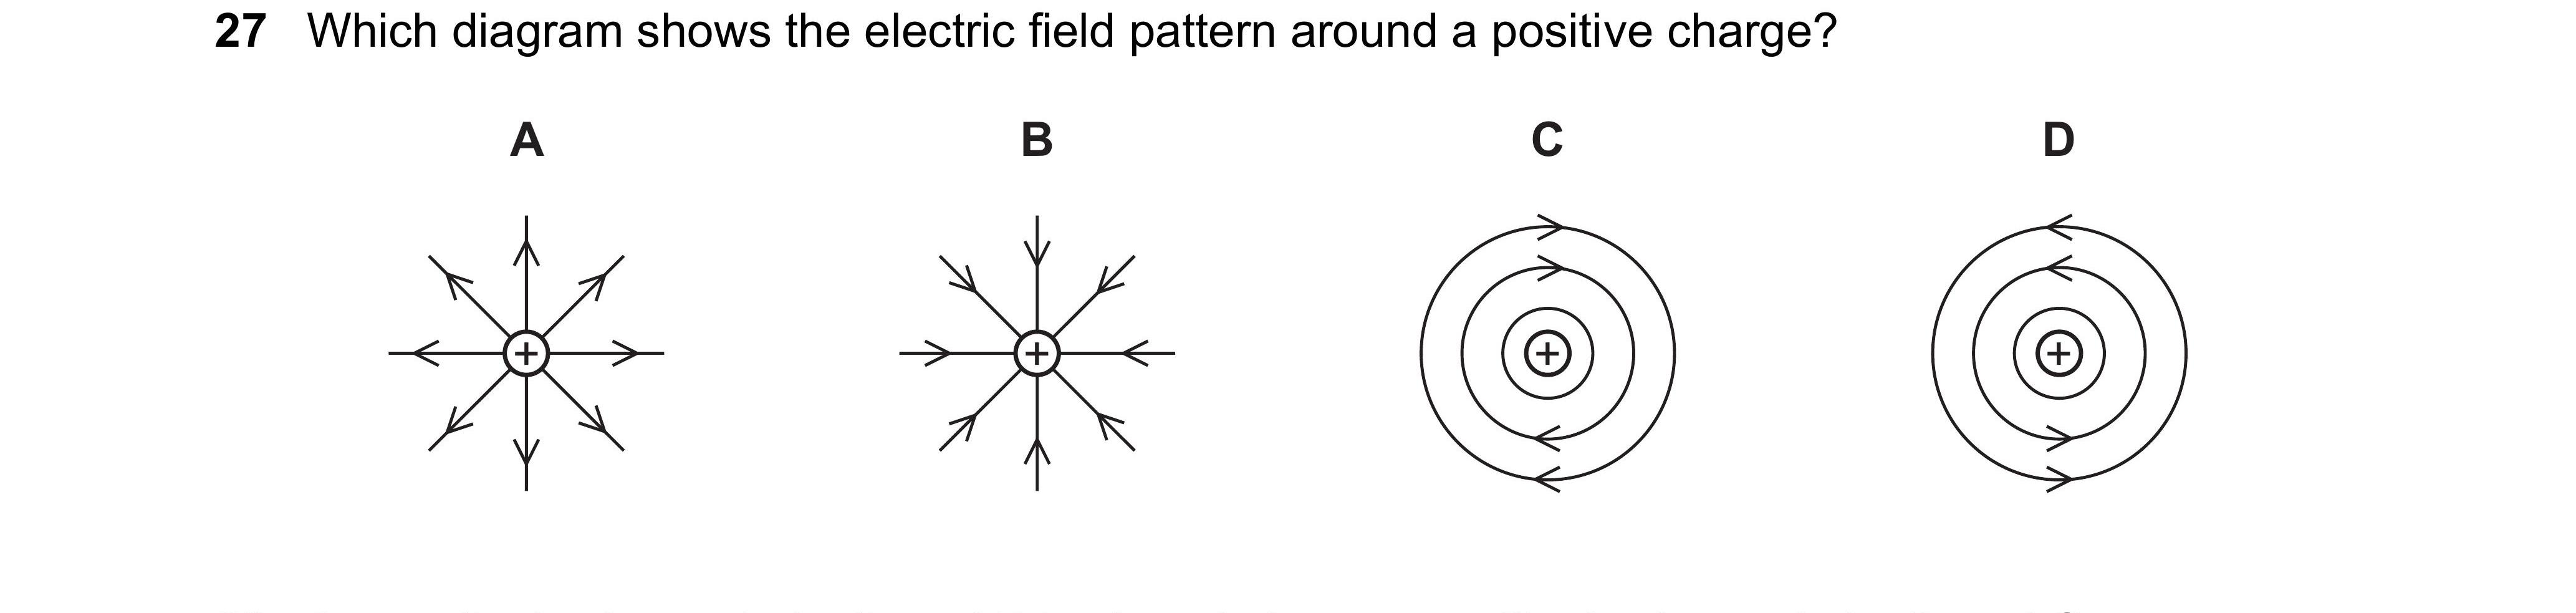 27 Which diagram shows the electric field pattern around a positive charge?
A B C D
+ + + +